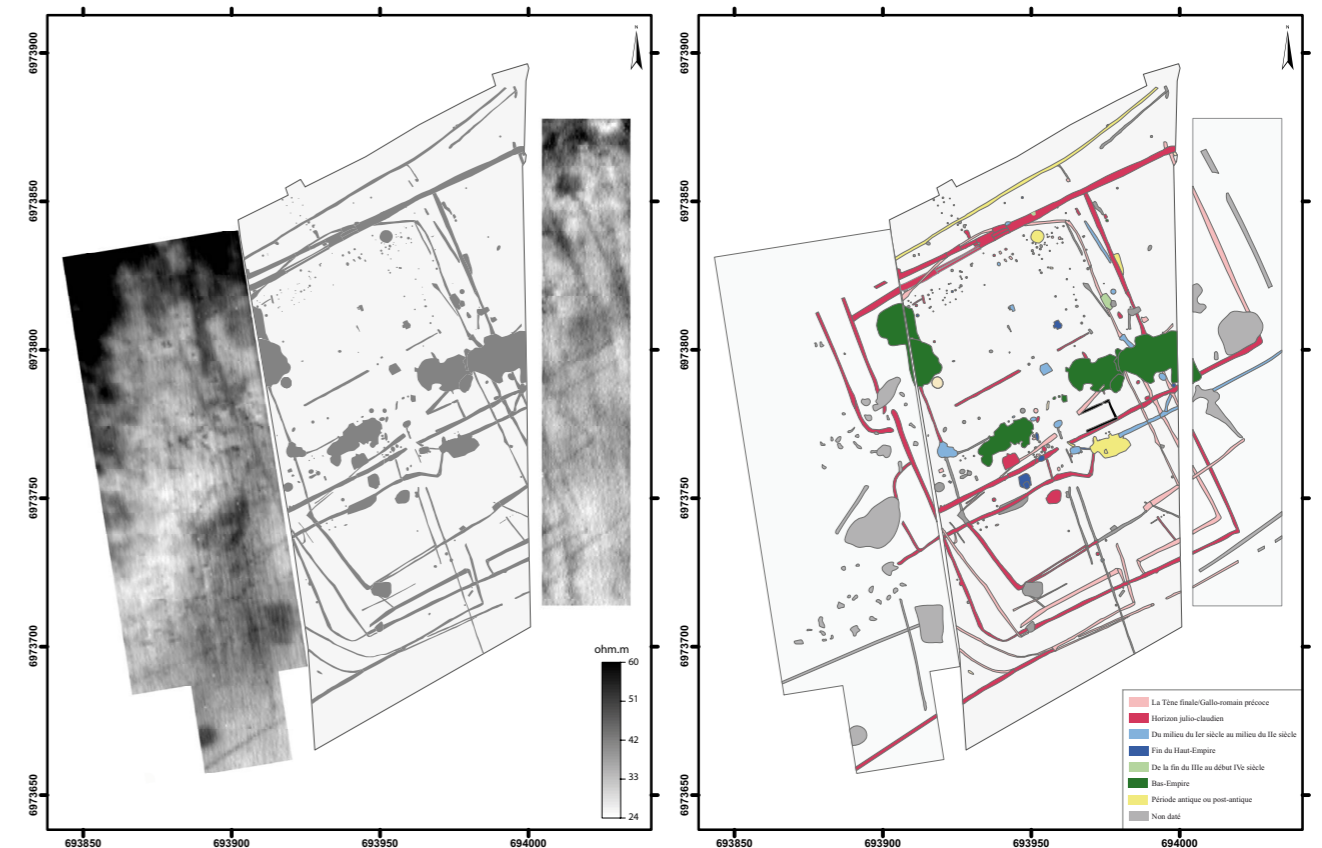 N
6973900
6973850
6973800
6973750
6973700
6973650
693850
693900
693950
694000
ohm.m
60
51
42
33
24
N
6973900
6973850
6973800
6973750
6973700
6973650
693850
693900
693950
694000
La Tène finale/Gallo-romain précoce
Horizon julio-claudien
Du milieu du Ier siècle au milieu du IIe siècle
Fin du Haut-Empire
De la fin du IIIe au début IVe siècle
Bas-Empire
Période antique ou post-antique
Non daté